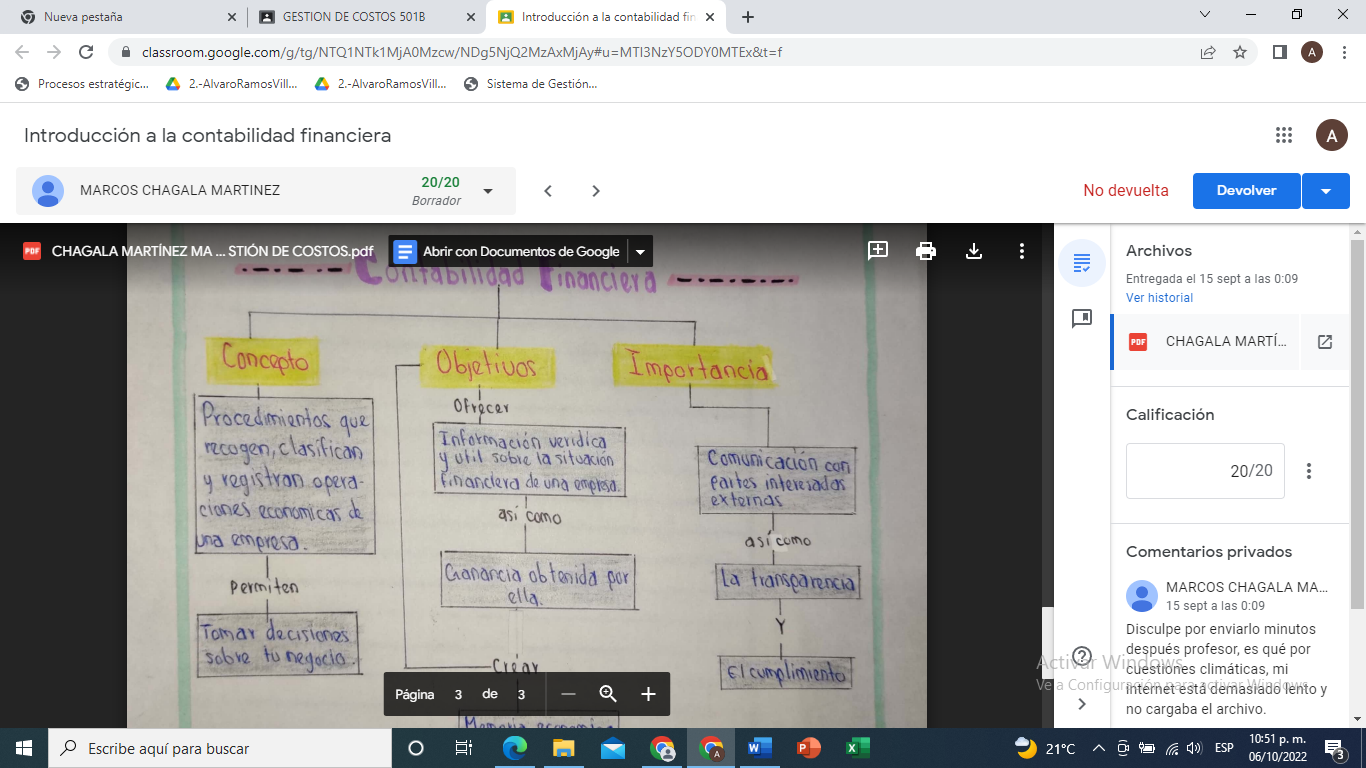 Nueva pestaña
GESTION DE COSTOS 501B
Introducción a la contabilidad fin
classroom.google.com/g/tg/NTQ1NTk1MjA0Mzcw/NDg5NjQ2MzAxMjAy#u=MTI3NzY5ODY0MTEx&t=f
A
Procesos estratégic...
2.-AlvaroRamosVill...
2.-AlvaroRamosVill...
Sistema de Gestión...
Introducción a la contabilidad financiera
A
MARCOS CHAGALA MARTINEZ
20/20
Borrador
No devuelta
Devolver
PDF
CHAGALA MARTÍNEZ MA ... STIÓN DE COSTOS.pdf
Abrir con Documentos de Google
Contabilidad Financiera
Concepto
Procedimientos que
recogen, clasifican
y registran opera-
ciones economicas de
una empresa.
Permiten
Tomar decisiones
sobre tu negocio.
Objetivos
Ofrecer
Información veridica
y util sobre la situación
financiera de una empresa.
así como
Ganancia obtenida por
ella.
Crear
Memoria economica
Importancia
Comunicación con
partes interesadas
externas
así como
La transparencia
Y
El cumplimiento
Página 3 de 3
Archivos
Entregada el 15 sept a las 0:09
Ver historial
PDF
CHAGALA MARTÍ...
Calificación
20/20
Comentarios privados
MARCOS CHAGALA MA...
15 sept a las 0:09
Disculpe por enviarlo minutos
después profesor, es qué por
cuestiones climáticas, mi
internet está demasiado lento y
no cargaba el archivo.
Activar Windows
Ve a Configuración para activar Windows.
Escribe aquí para buscar
21°C
ESP
10:51 p. m.
06/10/2022
3